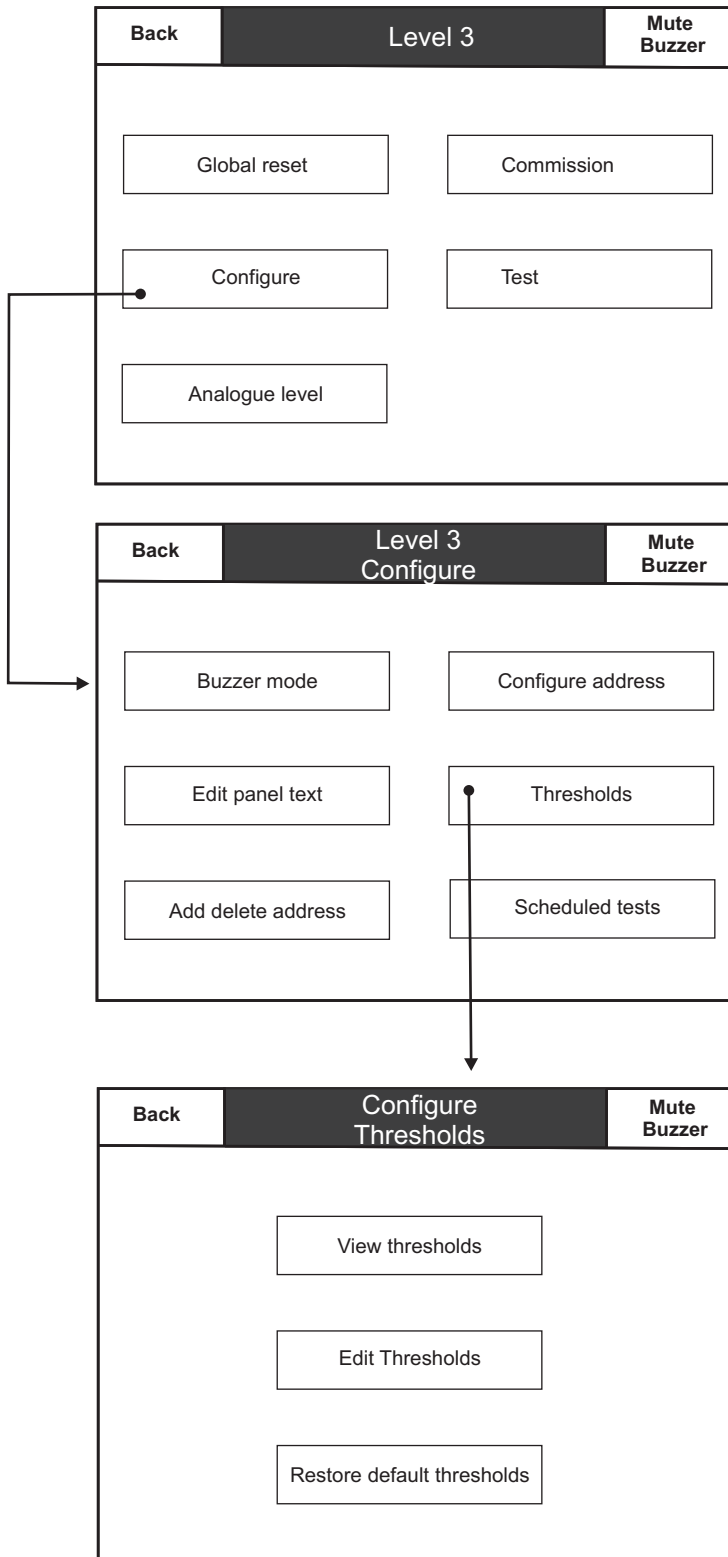 Back
Level 3
Mute
Buzzer
Global reset
Commission
Configure
Test
Analogue level
Back
Level 3
Configure
Mute
Buzzer
Buzzer mode
Configure address
Edit panel text
Thresholds
Add delete address
Scheduled tests
Back
Configure
Thresholds
Mute
Buzzer
View thresholds
Edit Thresholds
Restore default thresholds